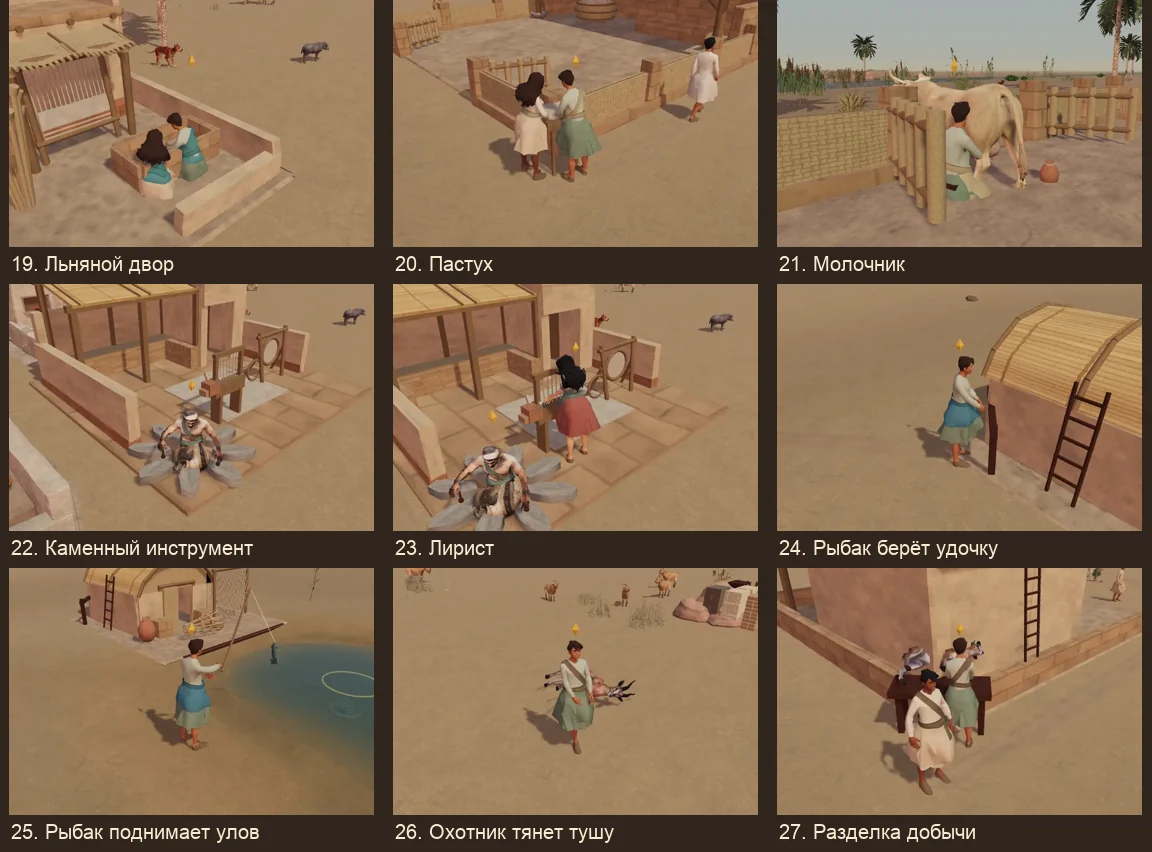 19. Льняной двор
20. Пастух
21. Молочник
22. Каменный инструмент
23. Лирист
24. Рыбак берёт удочку
25. Рыбак поднимает улов
26. Охотник тянет тушу
27. Разделка добычи